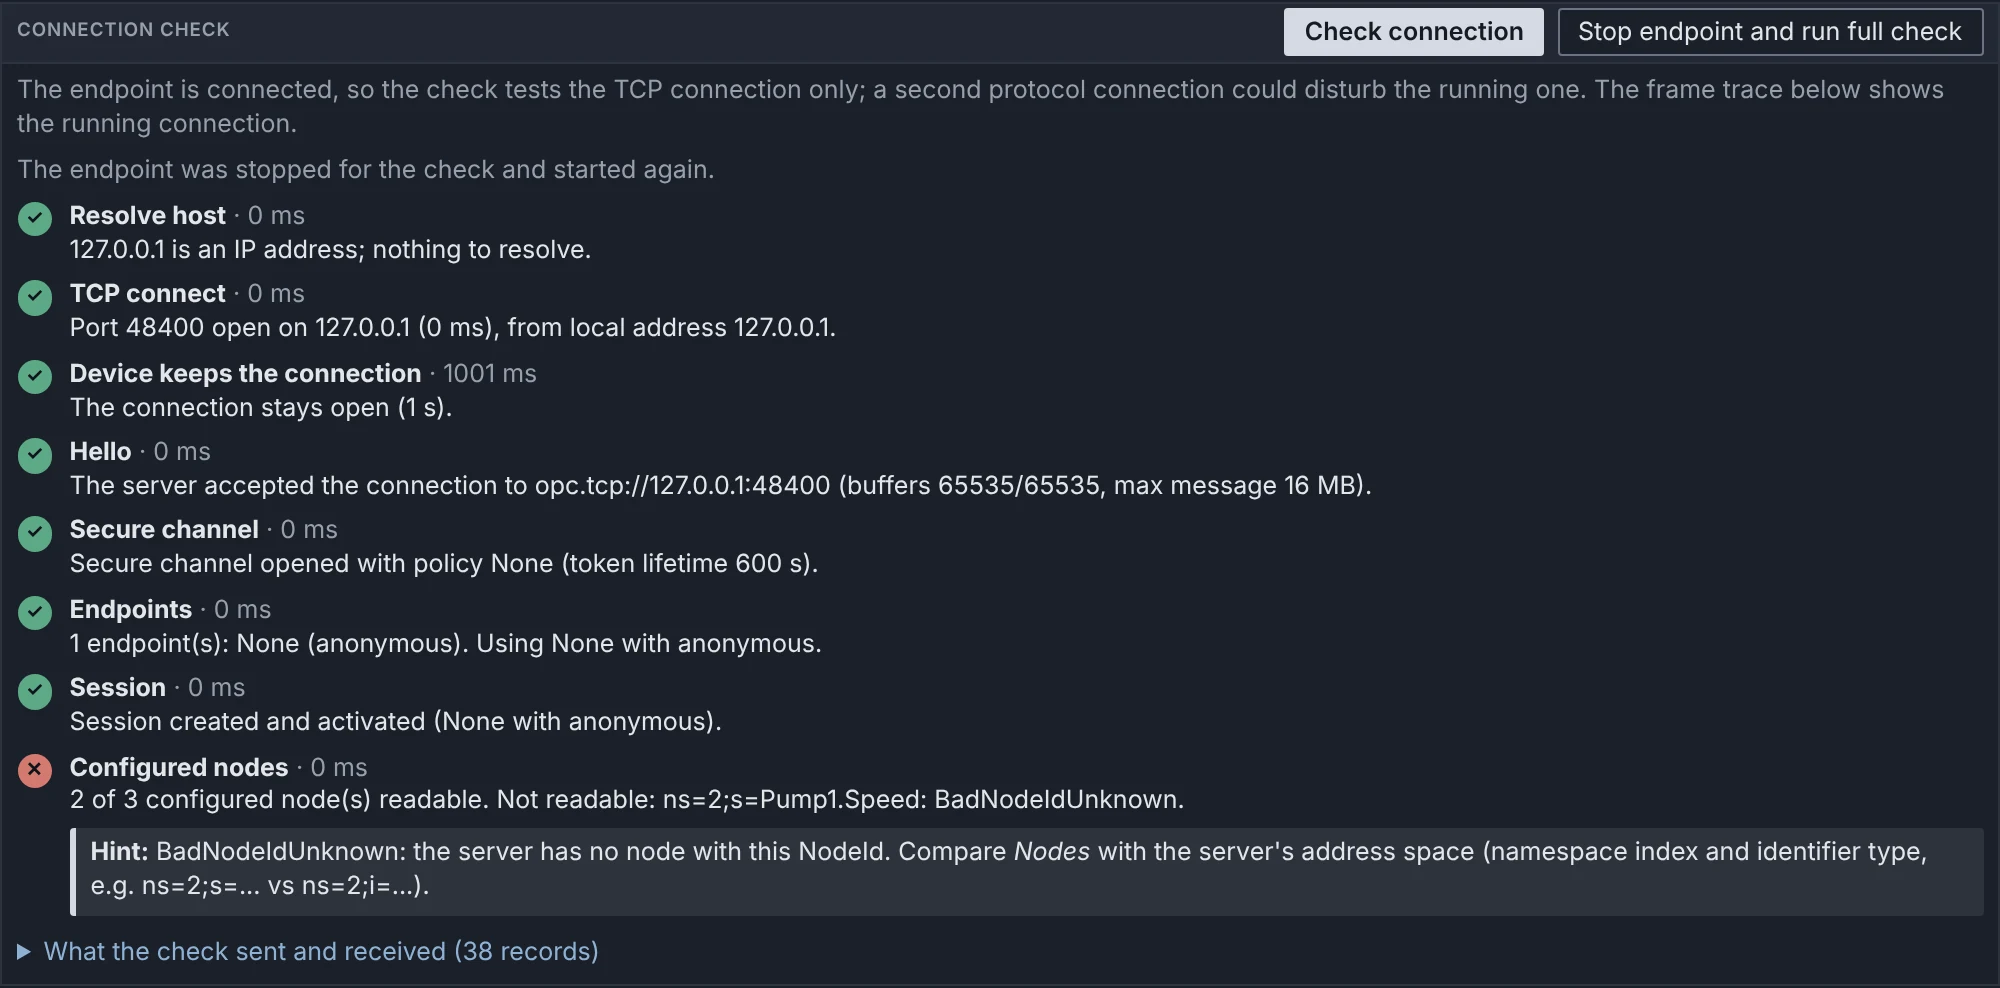 CONNECTION CHECK
Check connection
Stop endpoint and run full check
The endpoint is connected, so the check tests the TCP connection only; a second protocol connection could disturb the running one. The frame trace below shows
the running connection.
The endpoint was stopped for the check and started again.
Resolve host · 0 ms
127.0.0.1 is an IP address; nothing to resolve.
TCP connect · 0 ms
Port 48400 open on 127.0.0.1 (0 ms), from local address 127.0.0.1.
Device keeps the connection · 1001 ms
The connection stays open (1 s).
Hello · 0 ms
The server accepted the connection to opc.tcp://127.0.0.1:48400 (buffers 65535/65535, max message 16 MB).
Secure channel · 0 ms
Secure channel opened with policy None (token lifetime 600 s).
Endpoints · 0 ms
1 endpoint(s): None (anonymous). Using None with anonymous.
Session · 0 ms
Session created and activated (None with anonymous).
Configured nodes · 0 ms
2 of 3 configured node(s) readable. Not readable: ns=2;s=Pump1.Speed: BadNodeIdUnknown.
Hint: BadNodeIdUnknown: the server has no node with this NodeId. Compare Nodes with the server's address space (namespace index and identifier type,
e.g. ns=2;s=... vs ns=2;i=...).
What the check sent and received (38 records)